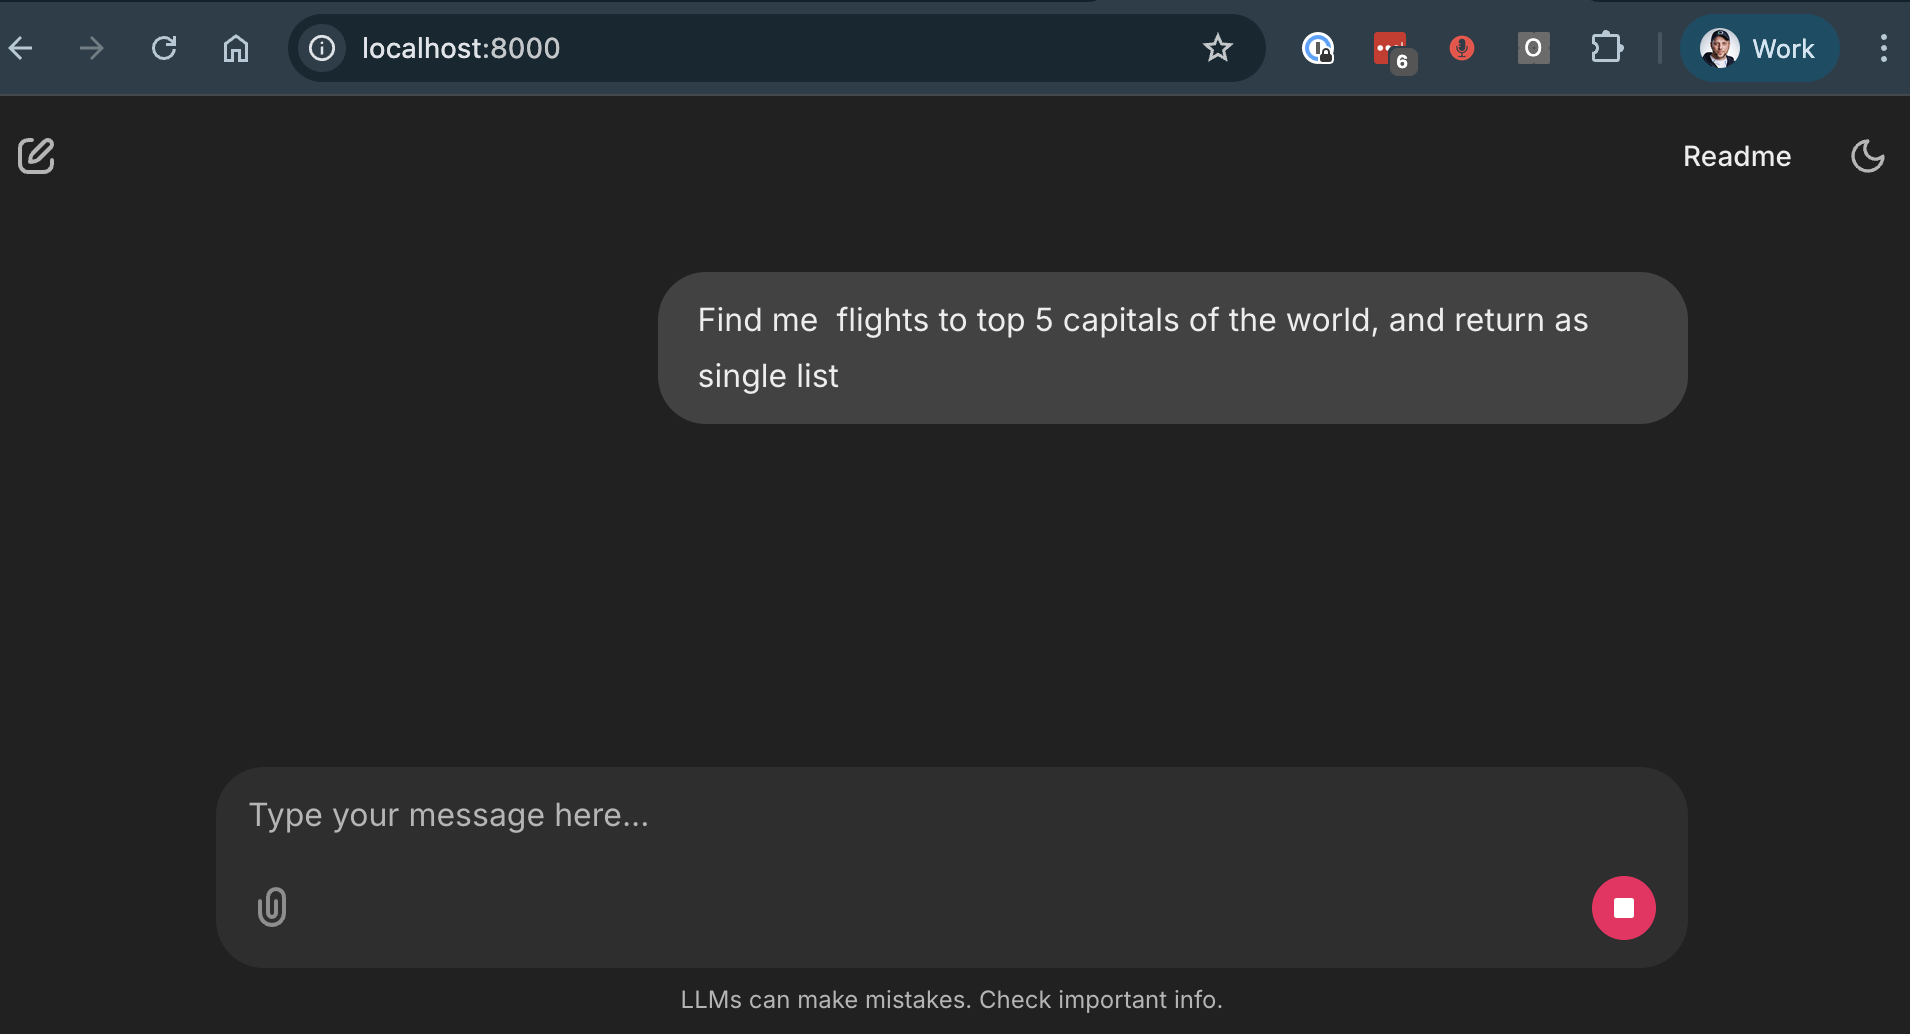 localhost:8000
6
O
Work
Readme
Find me  flights to top 5 capitals of the world, and return as
single list
Type your message here...
LLMs can make mistakes. Check important info.